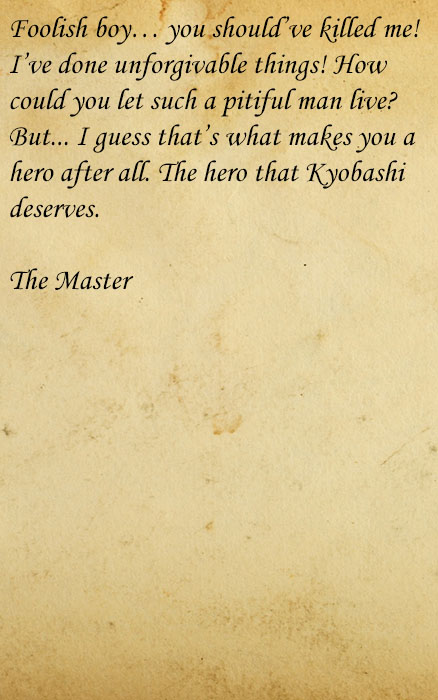 Foolish boy… you should’ve killed me!
I’ve done unforgivable things! How
could you let such a pitiful man live?
But... I guess that’s what makes you a
hero after all. The hero that Kyobashi
deserves.

The Master